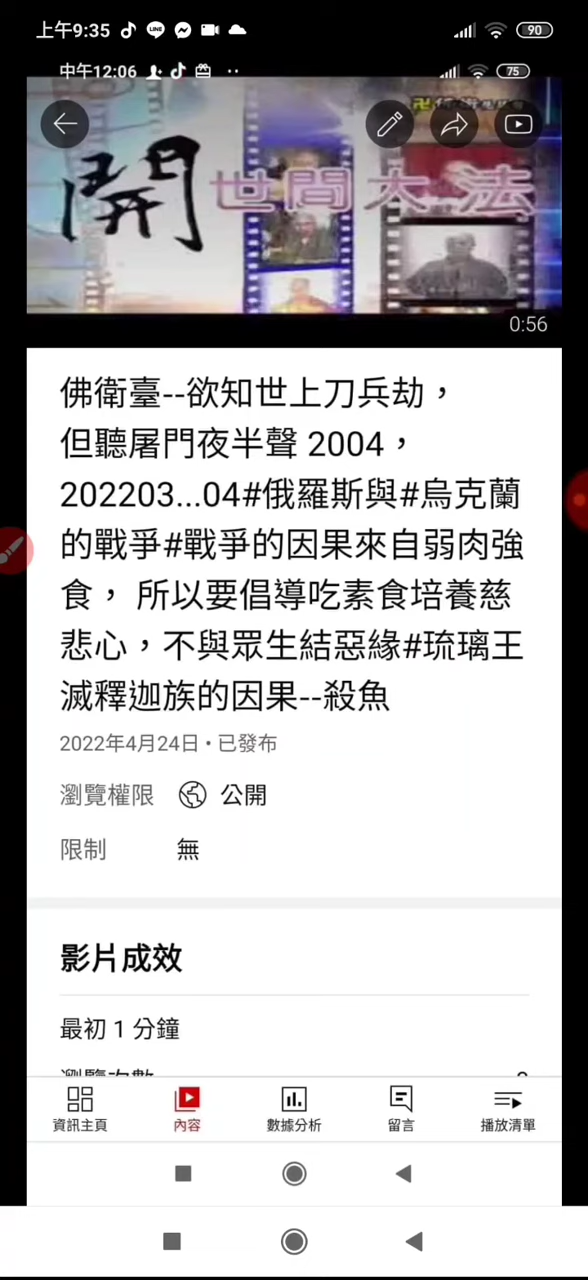 上午9:35
LINE
90
中午12:06
75
開 世間大法
0:56
佛衛臺--欲知世上刀兵劫，
但聽屠門夜半聲 2004，
202203...04#俄羅斯與#烏克蘭
的戰爭#戰爭的因果來自弱肉強
食， 所以要倡導吃素食培養慈
悲心，不與眾生結惡緣#琉璃王
滅釋迦族的因果--殺魚
2022年4月24日 • 已發布
瀏覽權限 公開
限制 無
影片成效
最初 1 分鐘
瀏覽次數
資訊主頁 內容 數據分析 留言 播放清單